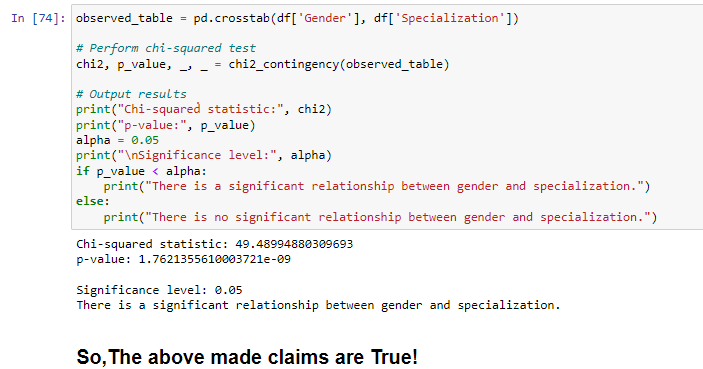 In [74]: observed_table = pd.crosstab(df['Gender'], df['Specialization'])
# Perform chi-squared test
chi2, p_value, _, _ = chi2_contingency(observed_table)
# Output results
print("Chi-squared statistic:", chi2)
print("p-value:", p_value)
alpha = 0.05
print("\nSignificance level:", alpha)
if p_value < alpha:
    print("There is a significant relationship between gender and specialization.")
else:
    print("There is no significant relationship between gender and specialization.")
Chi-squared statistic: 49.48994880309693
p-value: 1.7621355610003721e-09
Significance level: 0.05
There is a significant relationship between gender and specialization.
So,The above made claims are True!